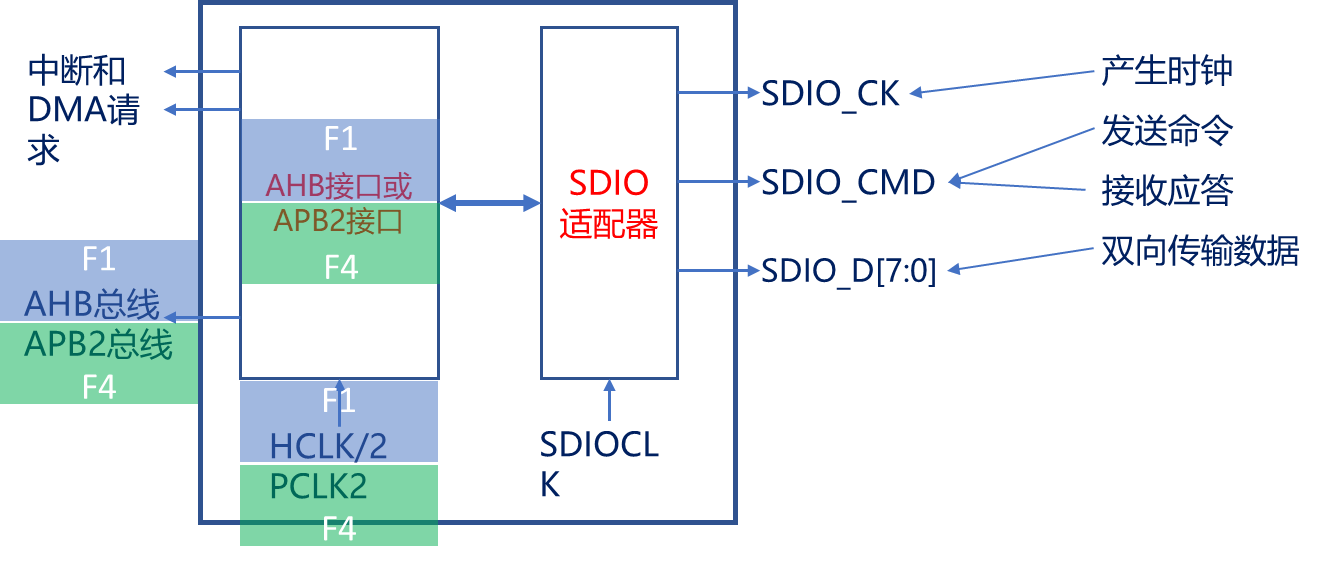 中断和
DMA请
求
F1
AHB总线
APB2总线
F4
F1
AHB接口或
APB2接口
F4
F1
HCLK/2
PCLK2
F4
SDIO
适配器
SDIOCL
K
SDIO_CK
SDIO_CMD
SDIO_D[7:0]
产生时钟
发送命令
接收应答
双向传输数据